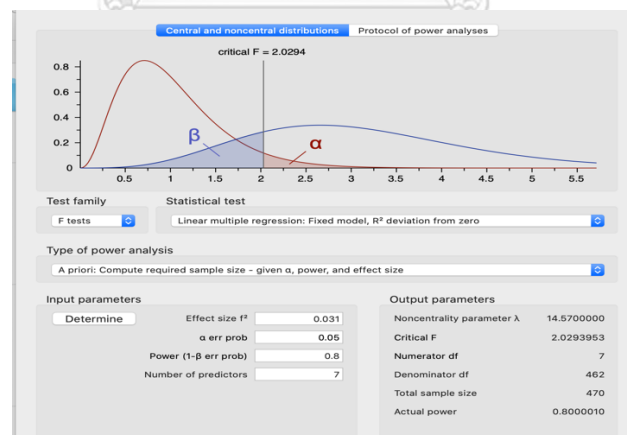 Central and noncentral distributions Protocol of power analyses
critical F = 2.0294
0.8
0.6
0.4
0.2
0
β
α
0.5 1 1.5 2 2.5 3 3.5 4 4.5 5 5.5
Test family Statistical test
F tests Linear multiple regression: Fixed model, R² deviation from zero
Type of power analysis
A priori: Compute required sample size - given α, power, and effect size
Input parameters Output parameters
Determine Effect size f² 0.031 Noncentrality parameter λ 14.5700000
α err prob 0.05 Critical F 2.0293953
Power (1-β err prob) 0.8 Numerator df 7
Number of predictors 7 Denominator df 462
Total sample size 470
Actual power 0.8000010